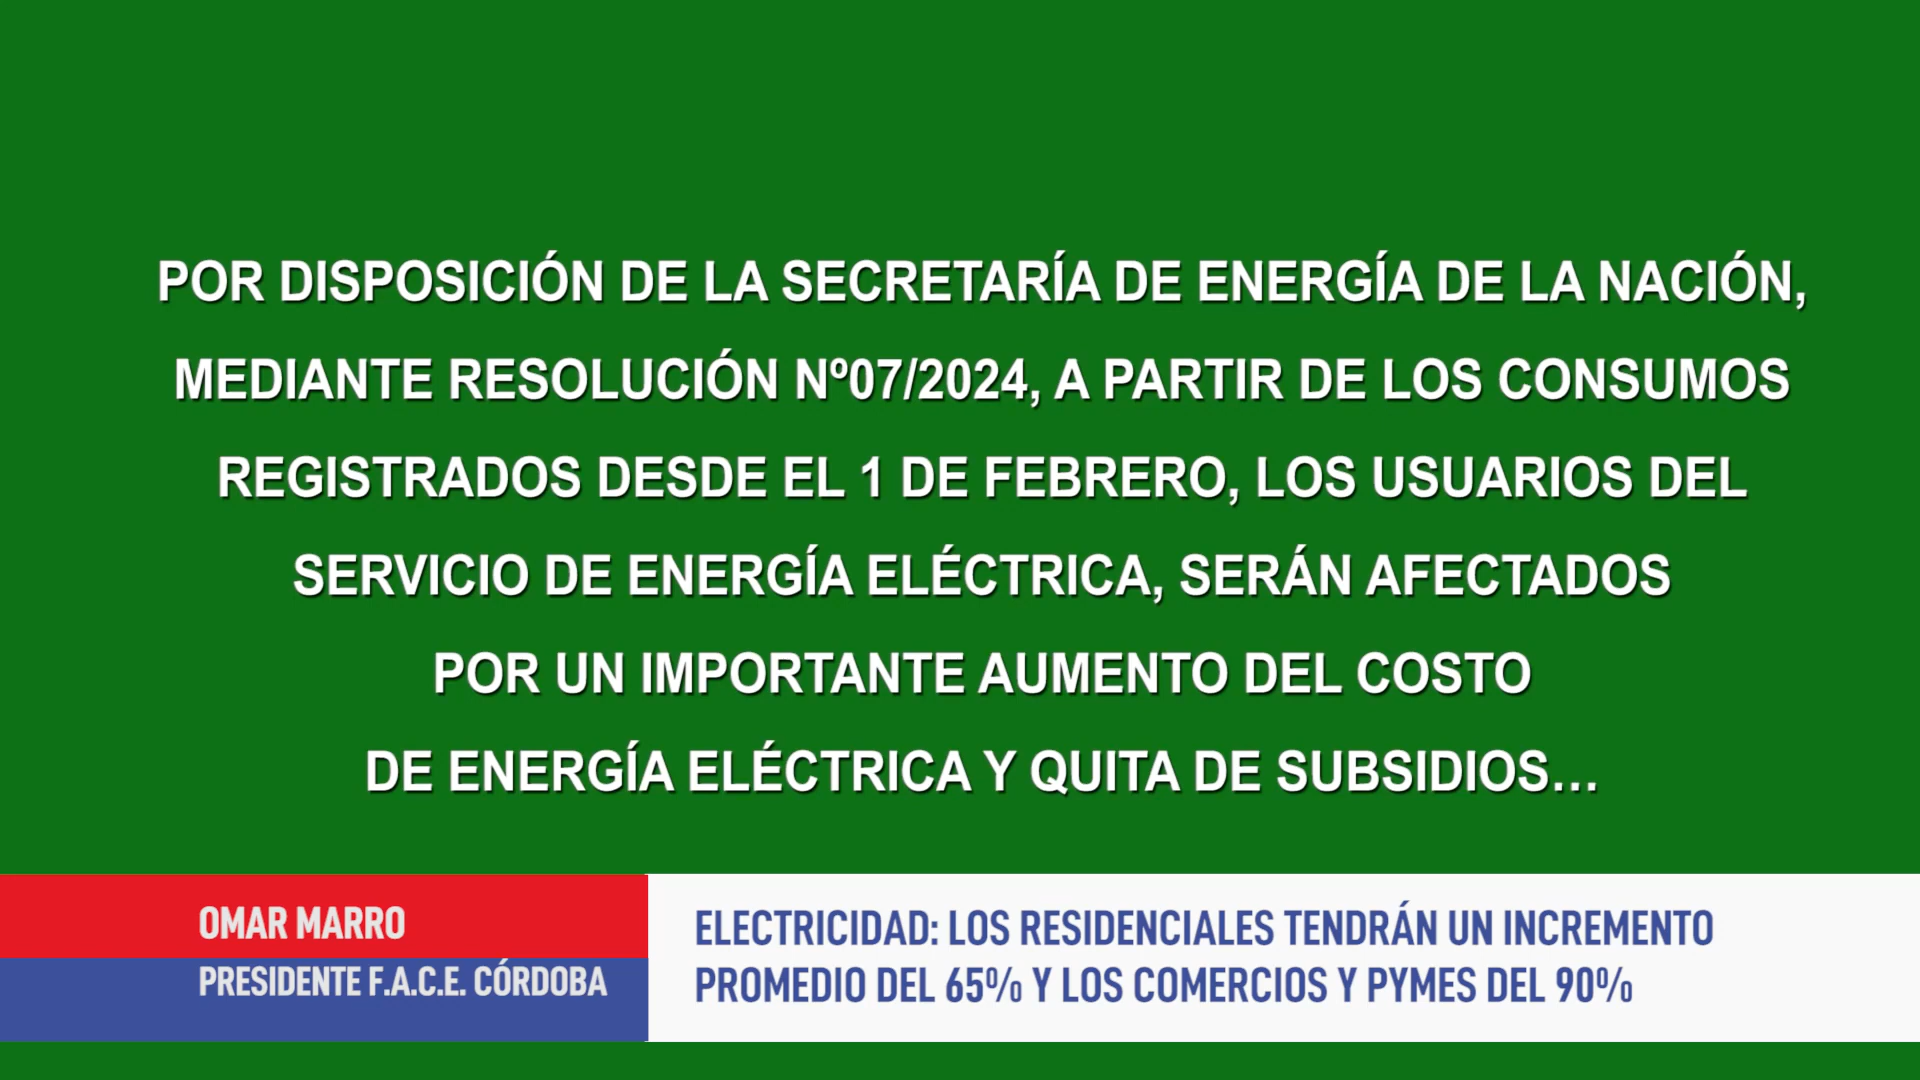 POR DISPOSICIÓN DE LA SECRETARÍA DE ENERGÍA DE LA NACIÓN,
MEDIANTE RESOLUCIÓN Nº07/2024, A PARTIR DE LOS CONSUMOS
REGISTRADOS DESDE EL 1 DE FEBRERO, LOS USUARIOS DEL
SERVICIO DE ENERGÍA ELÉCTRICA, SERÁN AFECTADOS
POR UN IMPORTANTE AUMENTO DEL COSTO
DE ENERGÍA ELÉCTRICA Y QUITA DE SUBSIDIOS...
OMAR MARRO
PRESIDENTE F.A.C.E. CÓRDOBA
ELECTRICIDAD: LOS RESIDENCIALES TENDRÁN UN INCREMENTO
PROMEDIO DEL 65% Y LOS COMERCIOS Y PYMES DEL 90%